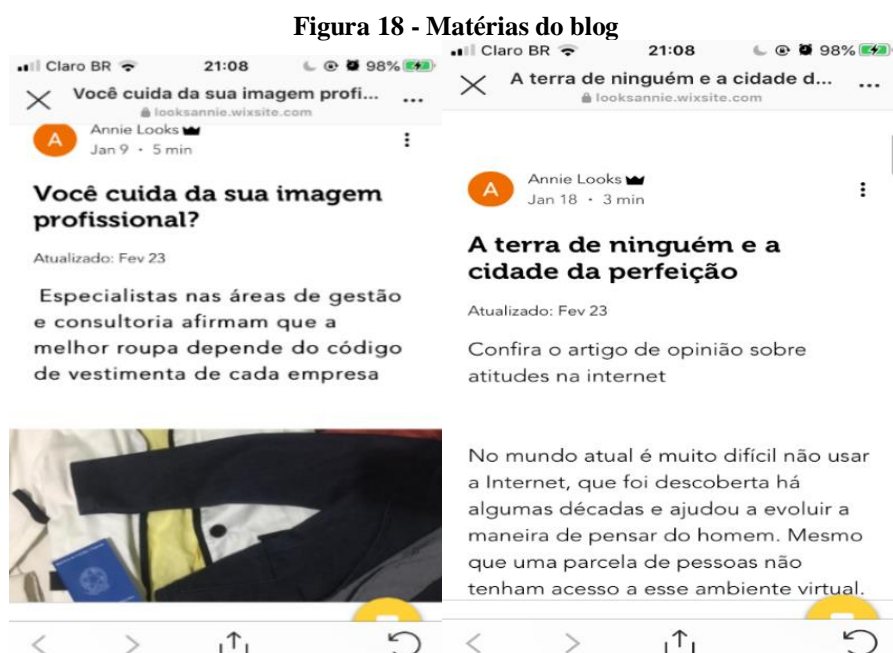 Figura 18 - Matérias do blog
Claro BR 21:08 98%
Você cuida da sua imagem profi...
looksannie.wixsite.com
A
Annie Looks
Jan 9 · 5 min
Você cuida da sua imagem
profissional?
Atualizado: Fev 23
Especialistas nas áreas de gestão
e consultoria afirmam que a
melhor roupa depende do código
de vestimenta de cada empresa
Claro BR 21:08 98%
A terra de ninguém e a cidade d...
looksannie.wixsite.com
A
Annie Looks
Jan 18 · 3 min
A terra de ninguém e a
cidade da perfeição
Atualizado: Fev 23
Confira o artigo de opinião sobre
atitudes na internet
No mundo atual é muito difícil não usar
a Internet, que foi descoberta há
algumas décadas e ajudou a evoluir a
maneira de pensar do homem. Mesmo
que uma parcela de pessoas não
tenham acesso a esse ambiente virtual.